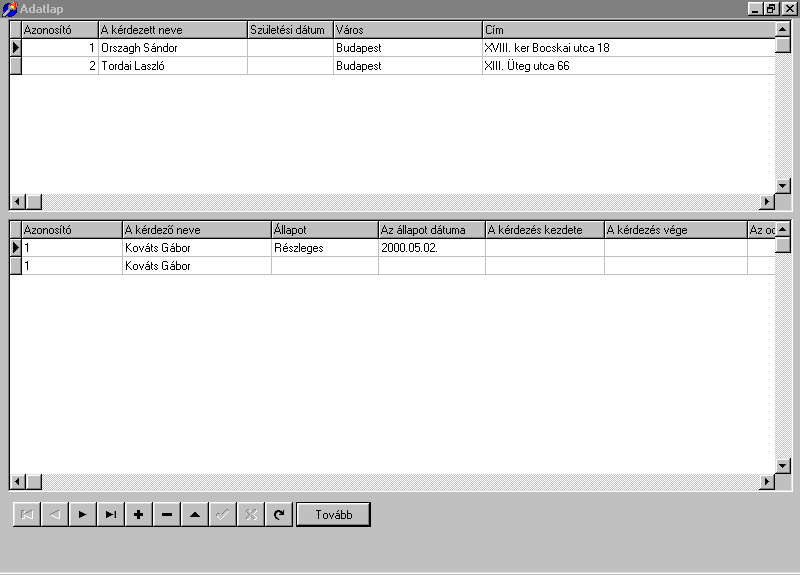 Adatlap
Azonosító A kérdezett neve Születési dátum Város Cím
1 Orszagh Sándor Budapest XVIII. ker Bocskai utca 18
2 Tordai Laszló Budapest XIII. Üteg utca 66
Azonosító A kérdező neve Állapot Az állapot dátuma A kérdezés kezdete A kérdezés vége Az
1 Kováts Gábor Részleges 2000.05.02.
1 Kováts Gábor
Tovább